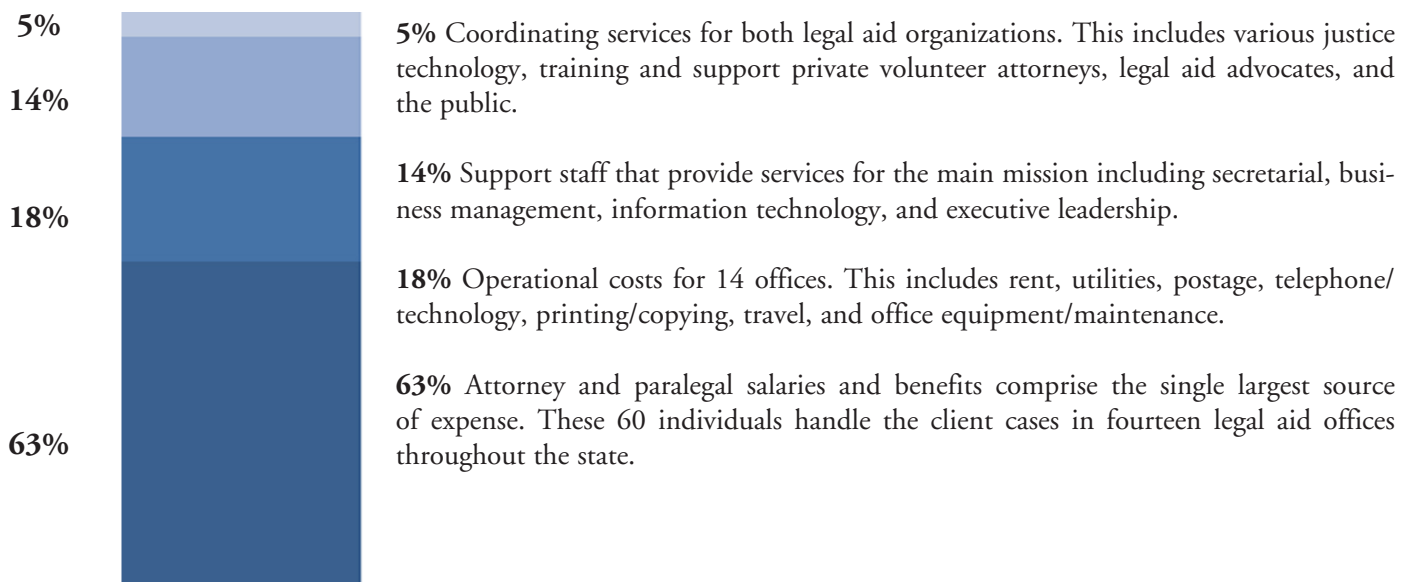 5%
14%
18%
63%
5% Coordinating services for both legal aid organizations. This includes various justice
technology, training and support private volunteer attorneys, legal aid advocates, and
the public.
14% Support staff that provide services for the main mission including secretarial, busi-
ness management, information technology, and executive leadership.
18% Operational costs for 14 offices. This includes rent, utilities, postage, telephone/
technology, printing/copying, travel, and office equipment/maintenance.
63% Attorney and paralegal salaries and benefits comprise the single largest source
of expense. These 60 individuals handle the client cases in fourteen legal aid offices
throughout the state.